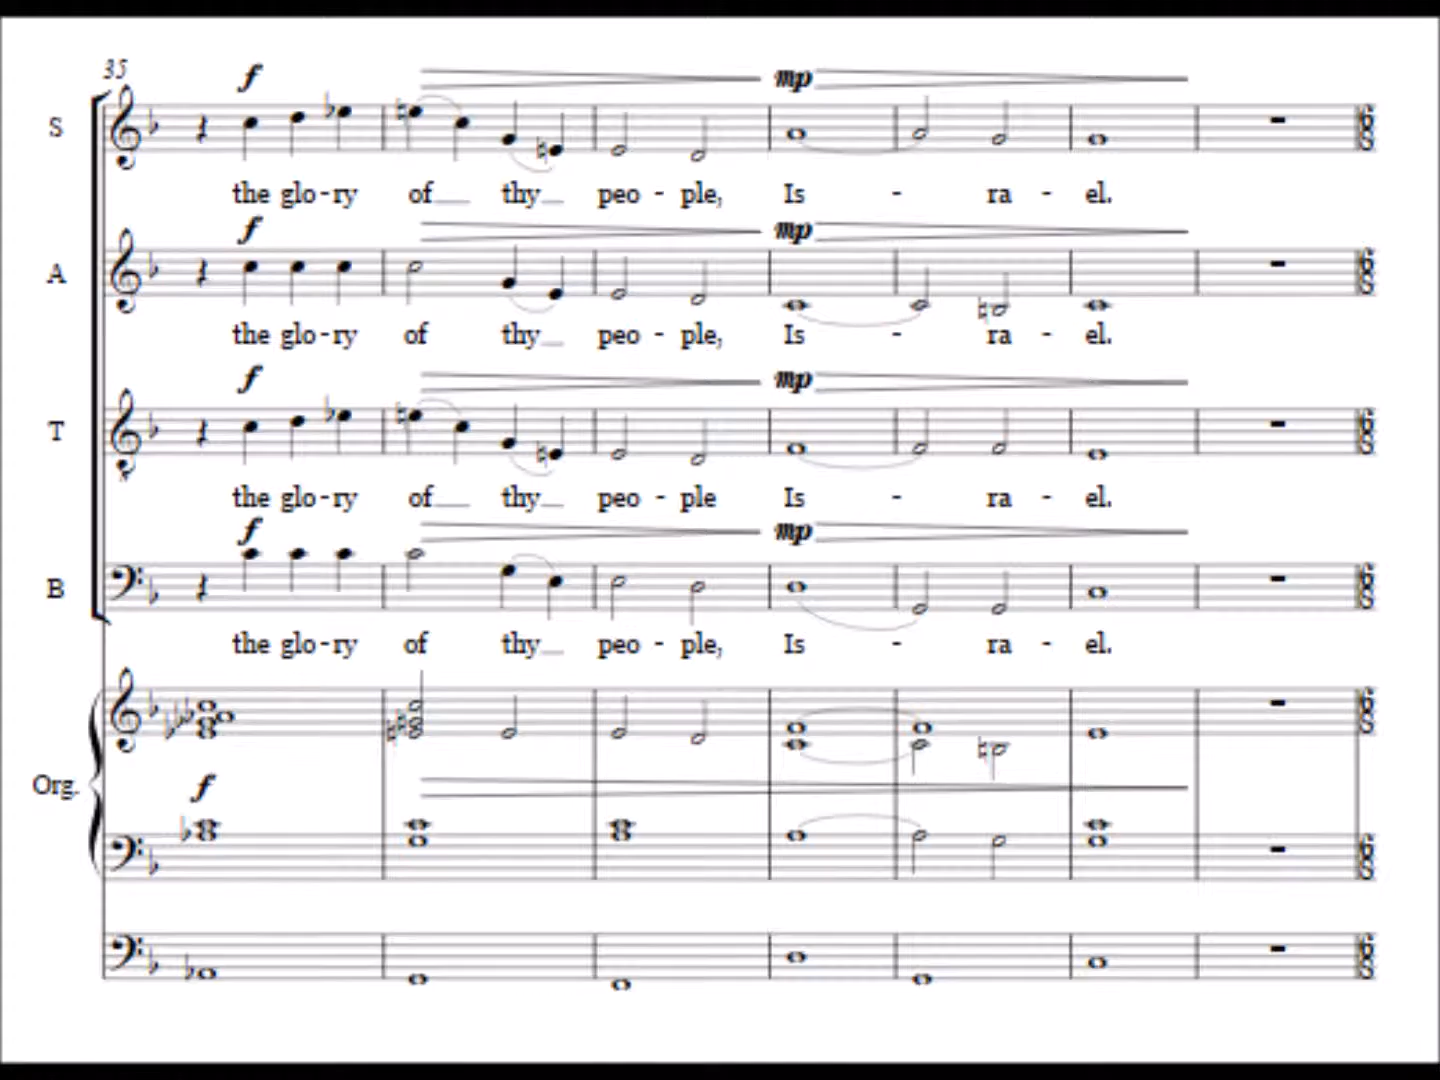 35
f mp
S
the glo - ry of thy peo - ple, Is - ra - el.
f mp
A
the glo - ry of thy peo - ple, Is - ra - el.
f mp
T
the glo - ry of thy peo - ple Is - ra - el.
f mp
B
the glo - ry of thy peo - ple, Is - ra - el.
Org.
f